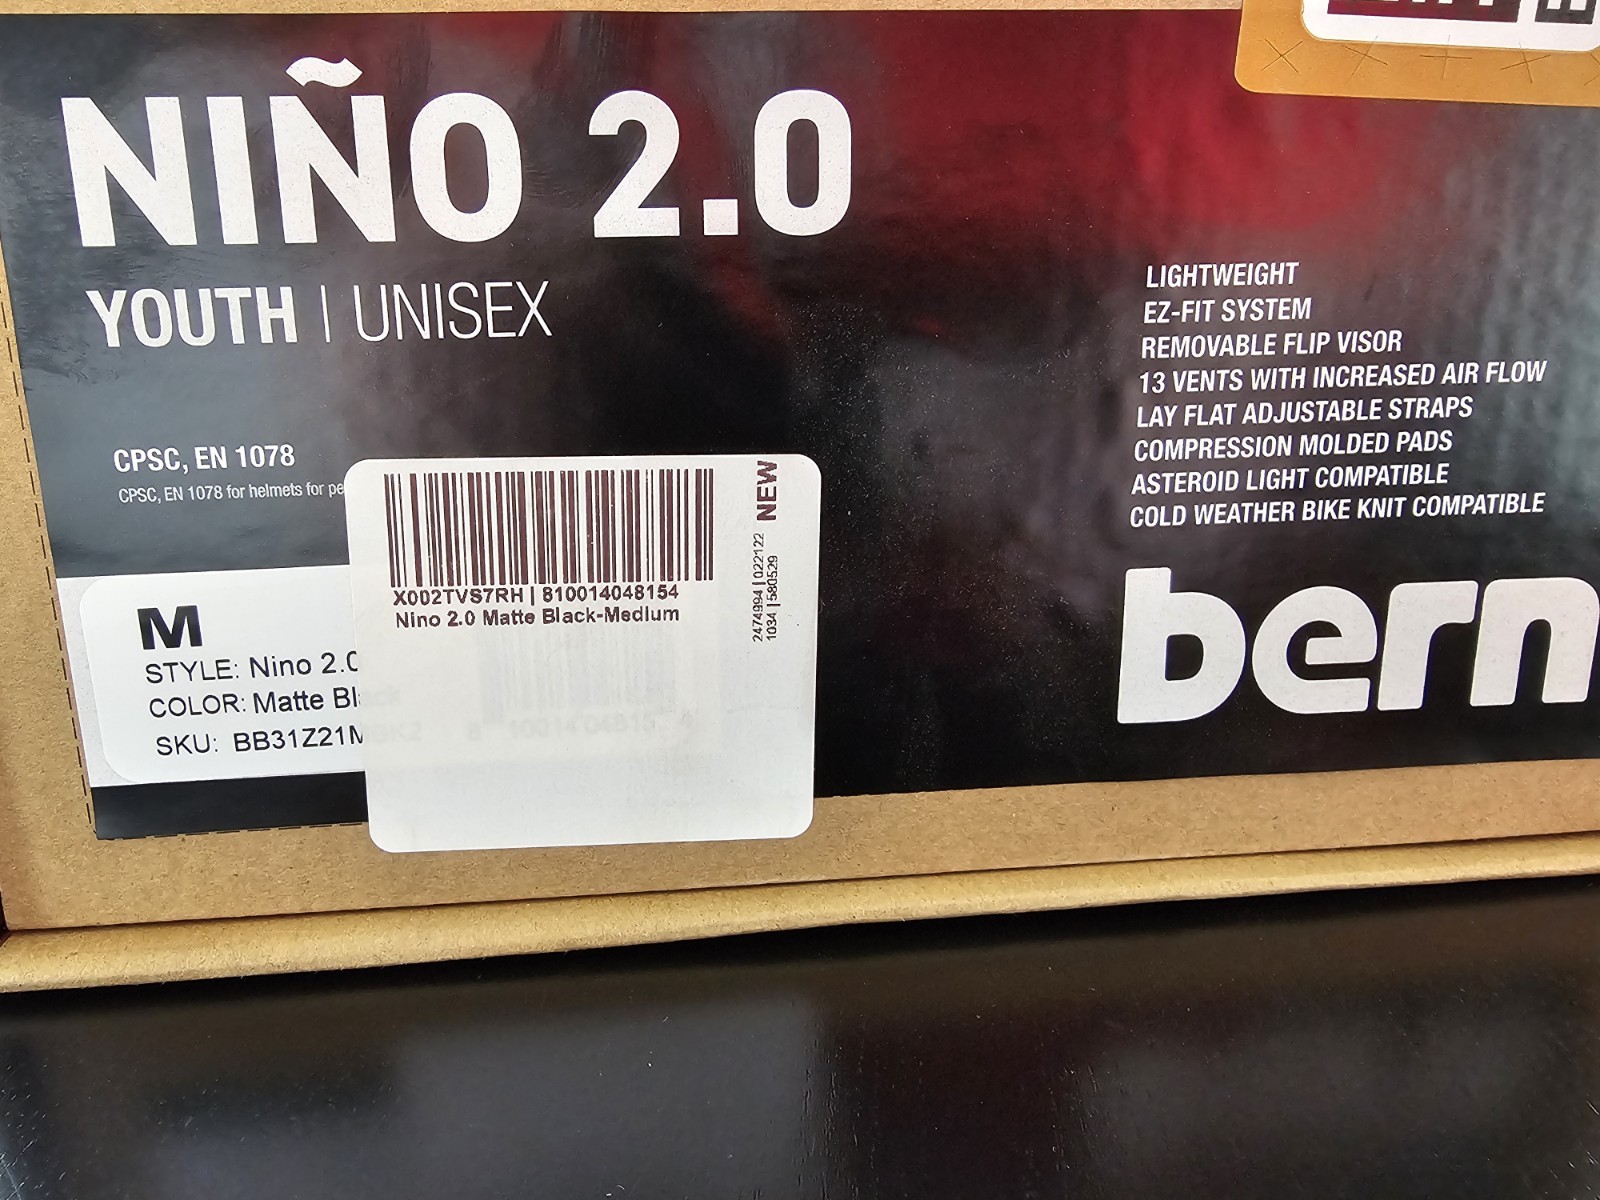 NIÑO 2.0
YOUTH | UNISEX
CPSC, EN 1078
CPSC, EN 1078 for helmets for
LIGHTWEIGHT
EZ-FIT SYSTEM
REMOVABLE FLIP VISOR
13 VENTS WITH INCREASED AIR FLOW
LAY FLAT ADJUSTABLE STRAPS
COMPRESSION MOLDED PADS
ASTEROID LIGHT COMPATIBLE
COLD WEATHER BIKE KNIT COMPATIBLE
bern
X002TVS7RH | 810014048154
Nino 2.0 Matte Black-Medium
NEW
2474994 | 022122
1034 | 580529
M
STYLE: Nino 2.0
COLOR: Matte Black
SKU: BB31Z21M